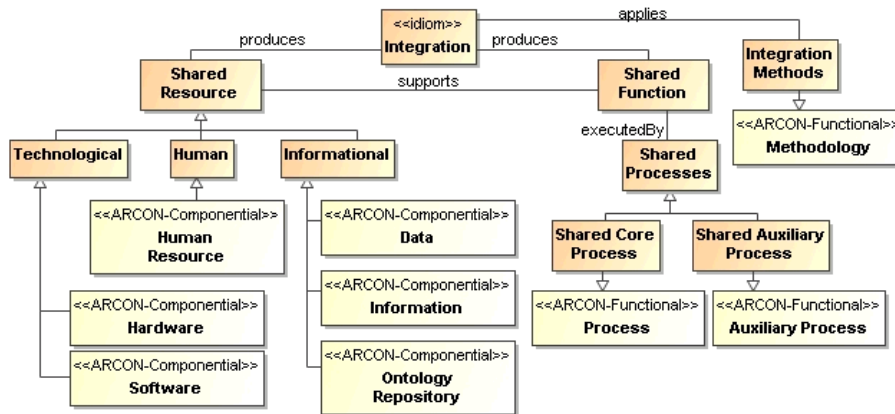 <<idiom>>
Integration
applies
produces
produces
Shared
Resource
supports
Shared
Function
Integration
Methods
executedBy
<<ARCON-Functional>>
Methodology
Technological
Human
Informational
Shared
Processes
<<ARCON-Componential>>
Human
Resource
<<ARCON-Componential>>
Data
Shared Core
Process
Shared Auxiliary
Process
<<ARCON-Componential>>
Hardware
<<ARCON-Componential>>
Information
<<ARCON-Functional>>
Process
<<ARCON-Functional>>
Auxiliary Process
<<ARCON-Componential>>
Software
<<ARCON-Componential>>
Ontology
Repository